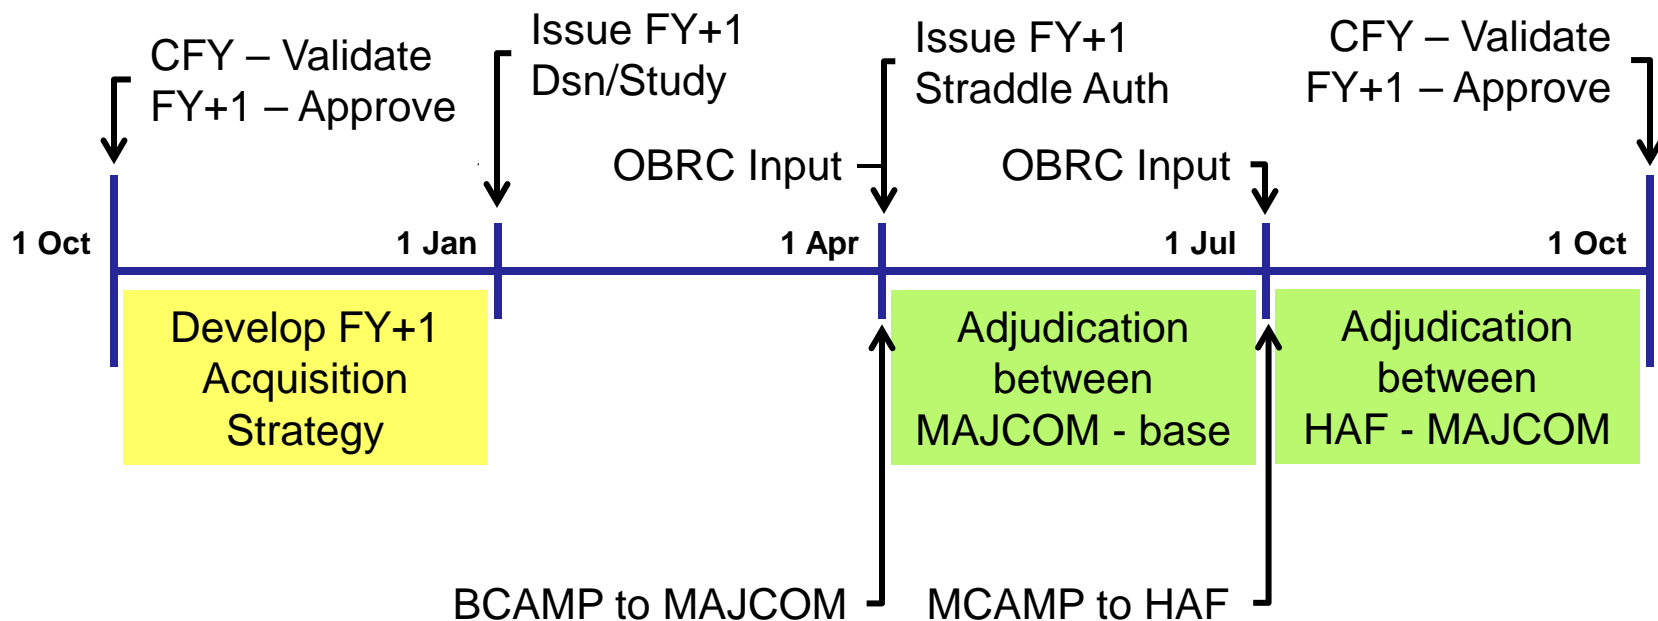 CFY – Validate
FY+1 – Approve
Issue FY+1
Dsn/Study
Issue FY+1
Straddle Auth
CFY – Validate
FY+1 – Approve
OBRC Input
OBRC Input
1 Oct
1 Jan
1 Apr
1 Jul
1 Oct
Develop FY+1
Acquisition
Strategy
Adjudication
between
MAJCOM - base
Adjudication
between
HAF - MAJCOM
BCAMP to MAJCOM
MCAMP to HAF